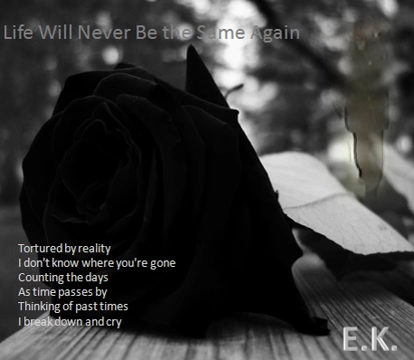 Life Will Never Be the Same Again
Tortured by reality
I don't know where you're gone
Counting the days
As time passes by
Thinking of past times
I break down and cry
E.K.